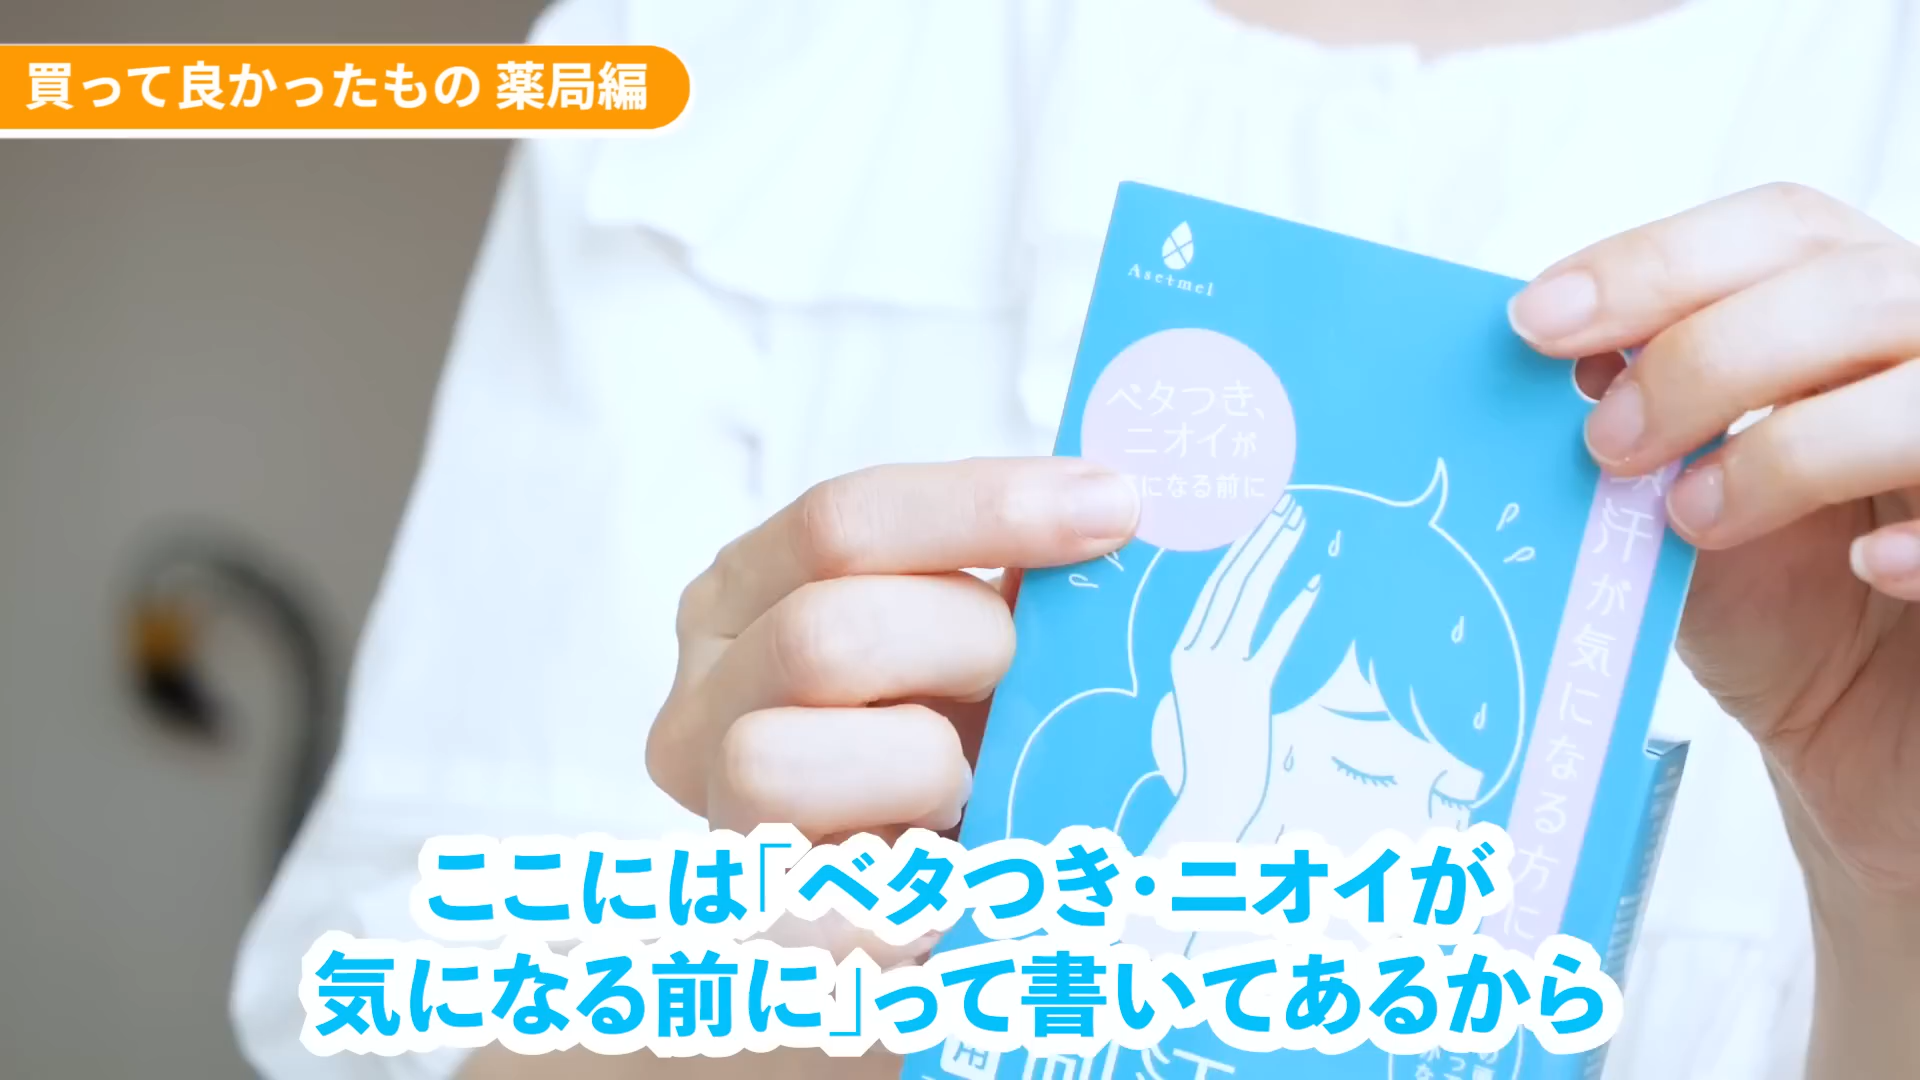 買って良かったもの 薬局編
Asetmel
ベタつき、
ニオイが
になる前に
汗が気になる方に
ここには「ベタつき・ニオイが
気になる前に」って書いてあるから